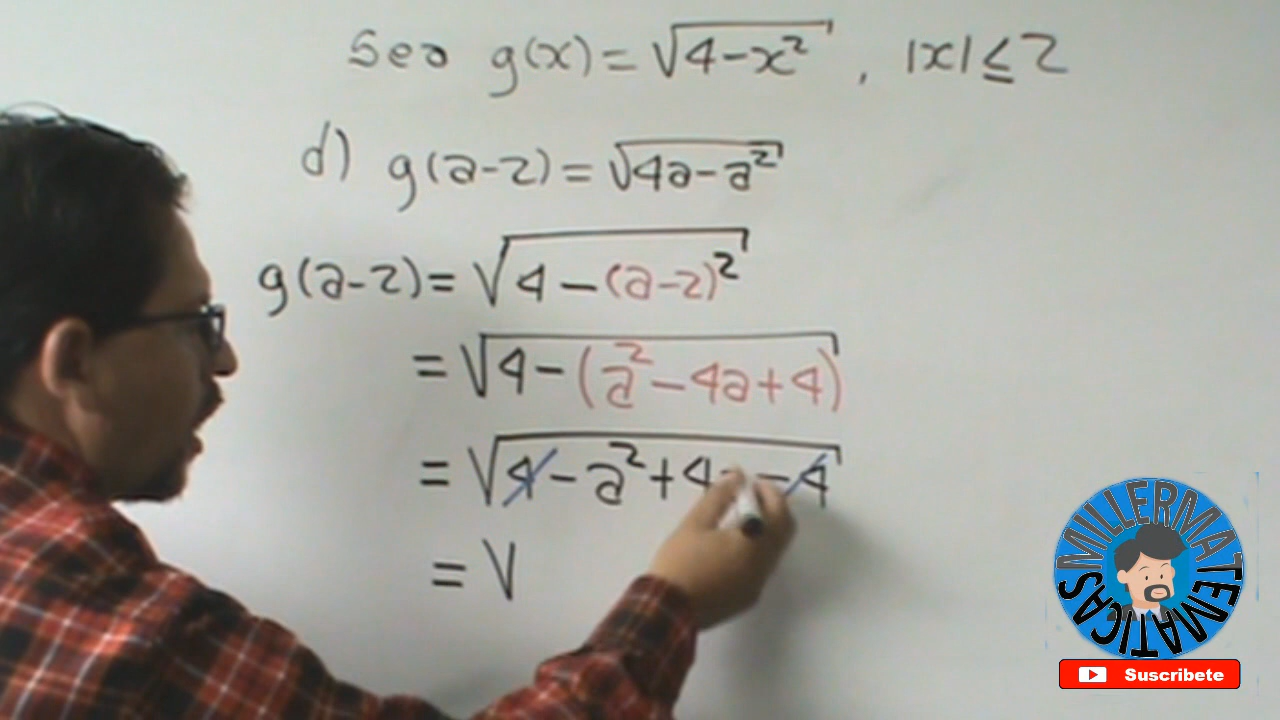 Sea g(x) = √(4-x²) , |x| ≤ 2
d) g(a-2) = √(4a-a²)
g(a-2) = √(4-(a-2)²)
= √(4-(a²-4a+4))
= √(4-a²+4 -4)
= √
MILLERMATEMATICAS
Suscribete